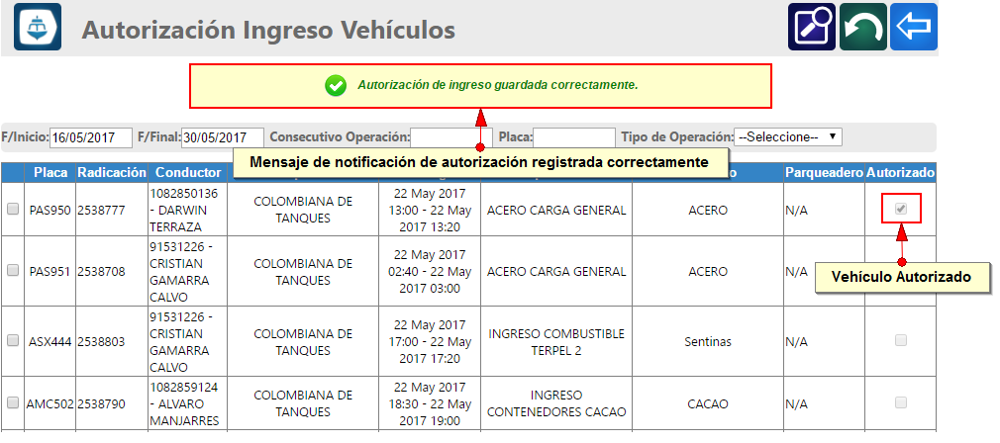 Autorización Ingreso Vehículos
Autorización de ingreso guardada correctamente.
F/Inicio: 16/05/2017 F/Final: 30/05/2017 Consecutivo Operación: Placa: Tipo de Operación: --Seleccione--
Mensaje de notificación de autorización registrada correctamente
Placa Radicación Conductor Parqueadero Autorizado
PAS950 2538777 1082850136 - DARWIN TERRAZA COLOMBIANA DE TANQUES 22 May 2017 13:00 - 22 May 2017 13:20 ACERO CARGA GENERAL ACERO N/A
PAS951 2538708 91531226 - CRISTIAN GAMARRA CALVO COLOMBIANA DE TANQUES 22 May 2017 02:40 - 22 May 2017 03:00 ACERO CARGA GENERAL ACERO N/A
Vehículo Autorizado
ASX444 2538803 91531226 - CRISTIAN GAMARRA CALVO COLOMBIANA DE TANQUES 22 May 2017 17:00 - 22 May 2017 17:20 INGRESO COMBUSTIBLE TERPEL 2 Sentinas N/A
AMC502 2538790 1082859124 - ALVARO MANJARRES COLOMBIANA DE TANQUES 22 May 2017 18:30 - 22 May 2017 19:00 INGRESO CONTENEDORES CACAO CACAO N/A